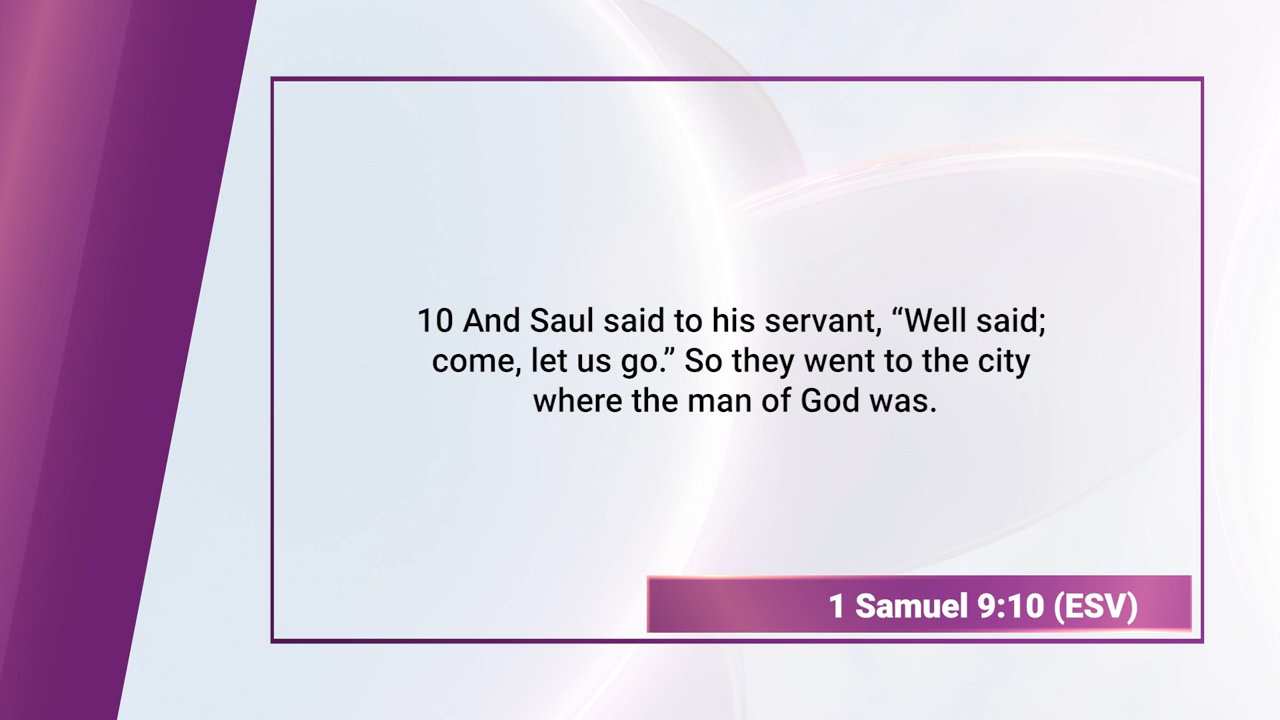 10 And Saul said to his servant, “Well said;
come, let us go.” So they went to the city
where the man of God was.
1 Samuel 9:10 (ESV)